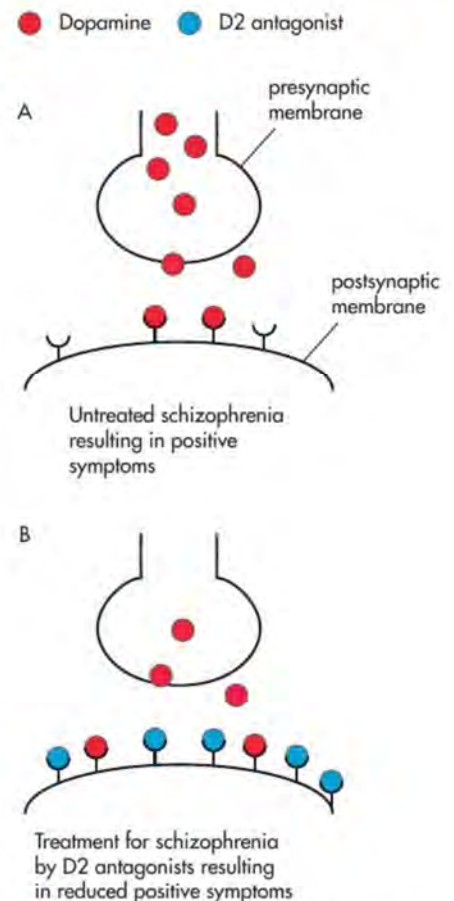 Dopamine D2 antagonist
A
presynaptic
membrane
postsynaptic
membrane
Untreated schizophrenia
resulting in positive
symptoms
B
Treatment for schizophrenia
by D2 antagonists resulting
in reduced positive symptoms